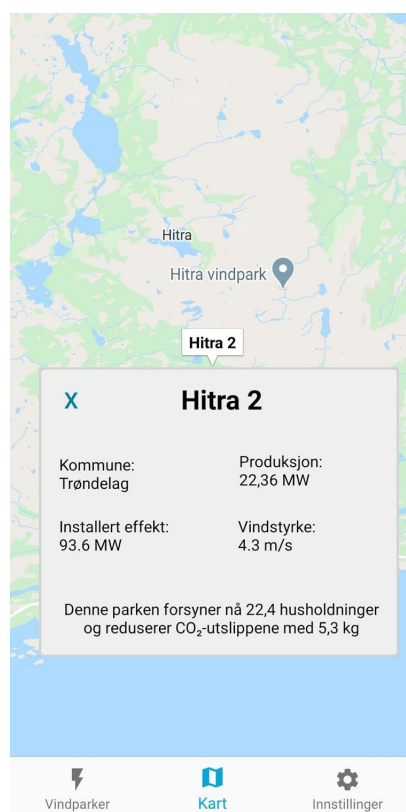 Hitra
Hitra vindpark
Hitra 2
X
Hitra 2
Kommune:
Trøndelag
Produksjon:
22,36 MW
Installert effekt:
93.6 MW
Vindstyrke:
4.3 m/s
Denne parken forsyner nå 22,4 husholdninger
og reduserer CO₂-utslippene med 5,3 kg
Vindparker
Kart
Innstillinger